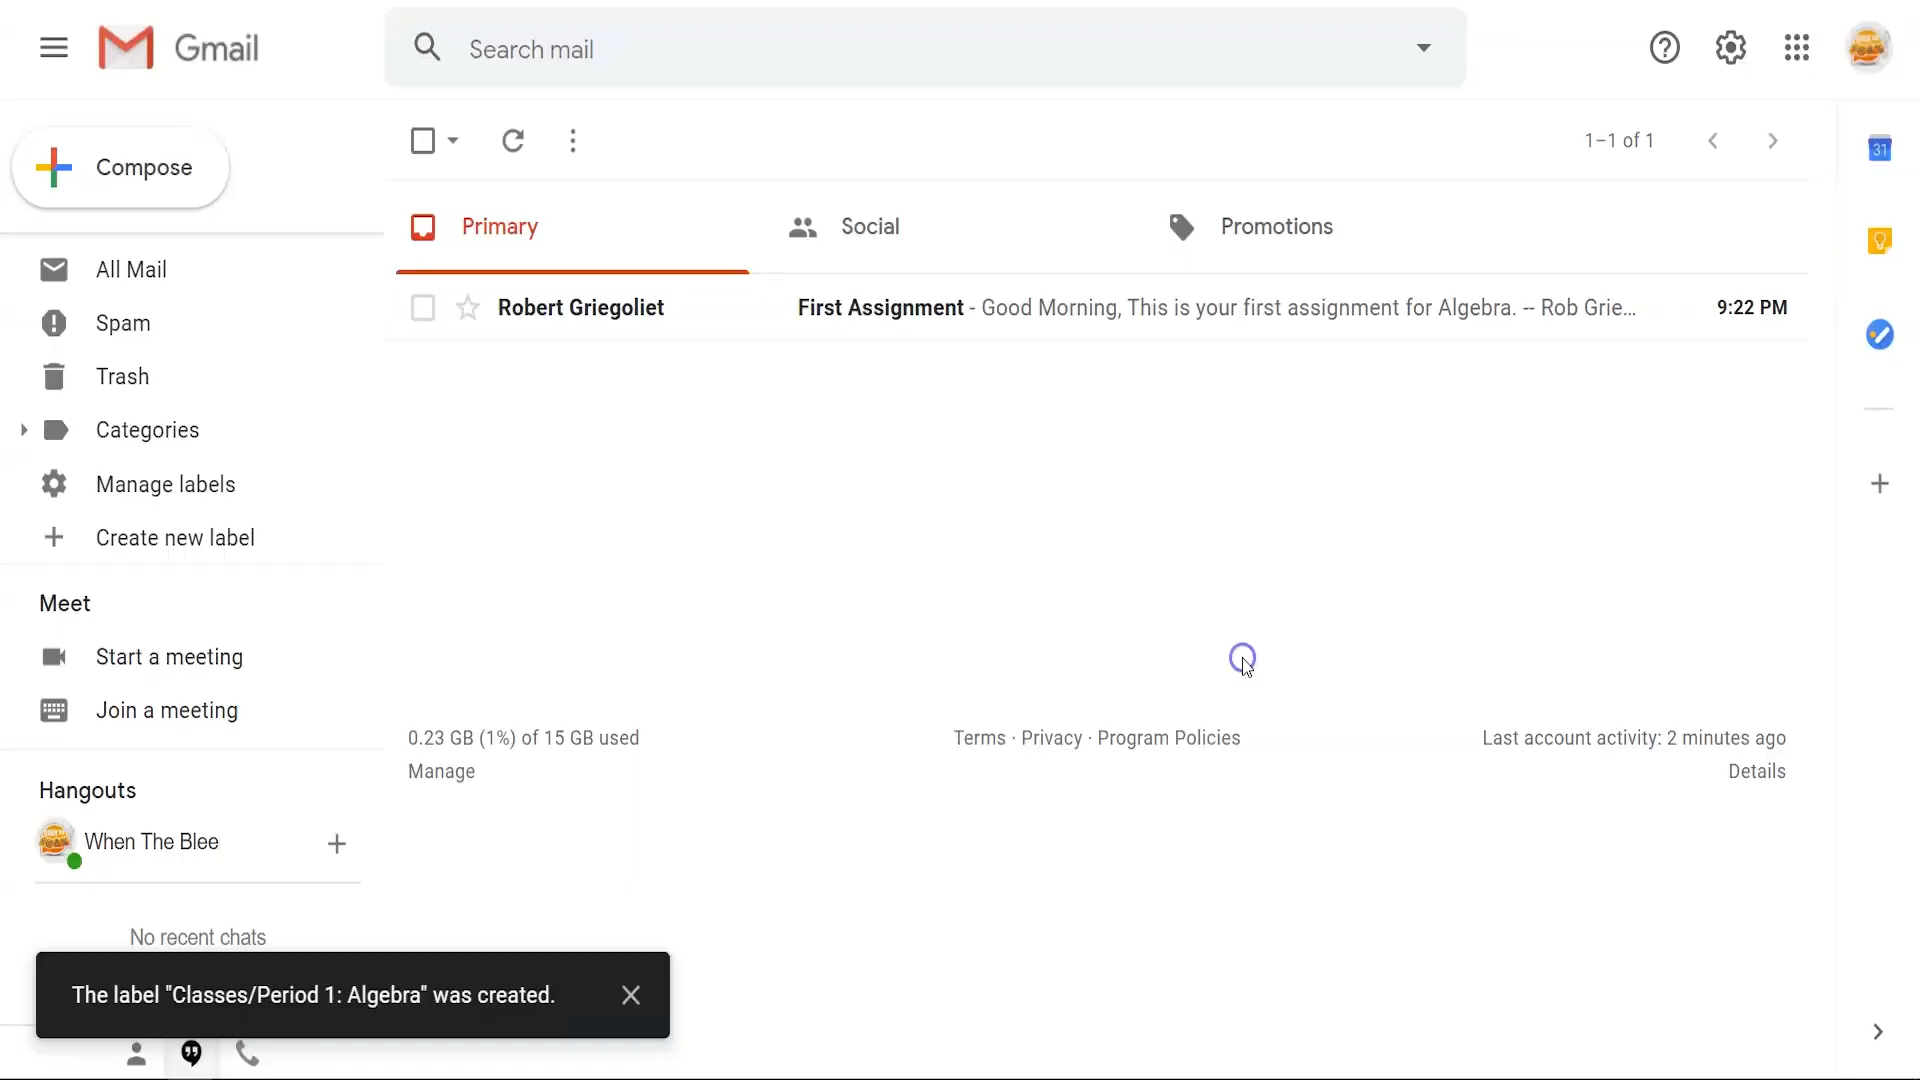 Gmail
Search mail
Compose
1–1 of 1
31
Primary
Social
Promotions
All Mail
Robert Griegoliet First Assignment - Good Morning, This is your first assignment for Algebra. -- Rob Grie... 9:22 PM
Spam
Trash
Categories
Manage labels
Create new label
Meet
Start a meeting
Join a meeting
0.23 GB (1%) of 15 GB used
Manage
Terms · Privacy · Program Policies
Last account activity: 2 minutes ago
Details
Hangouts
When The Blee
No recent chats
The label "Classes/Period 1: Algebra" was created.